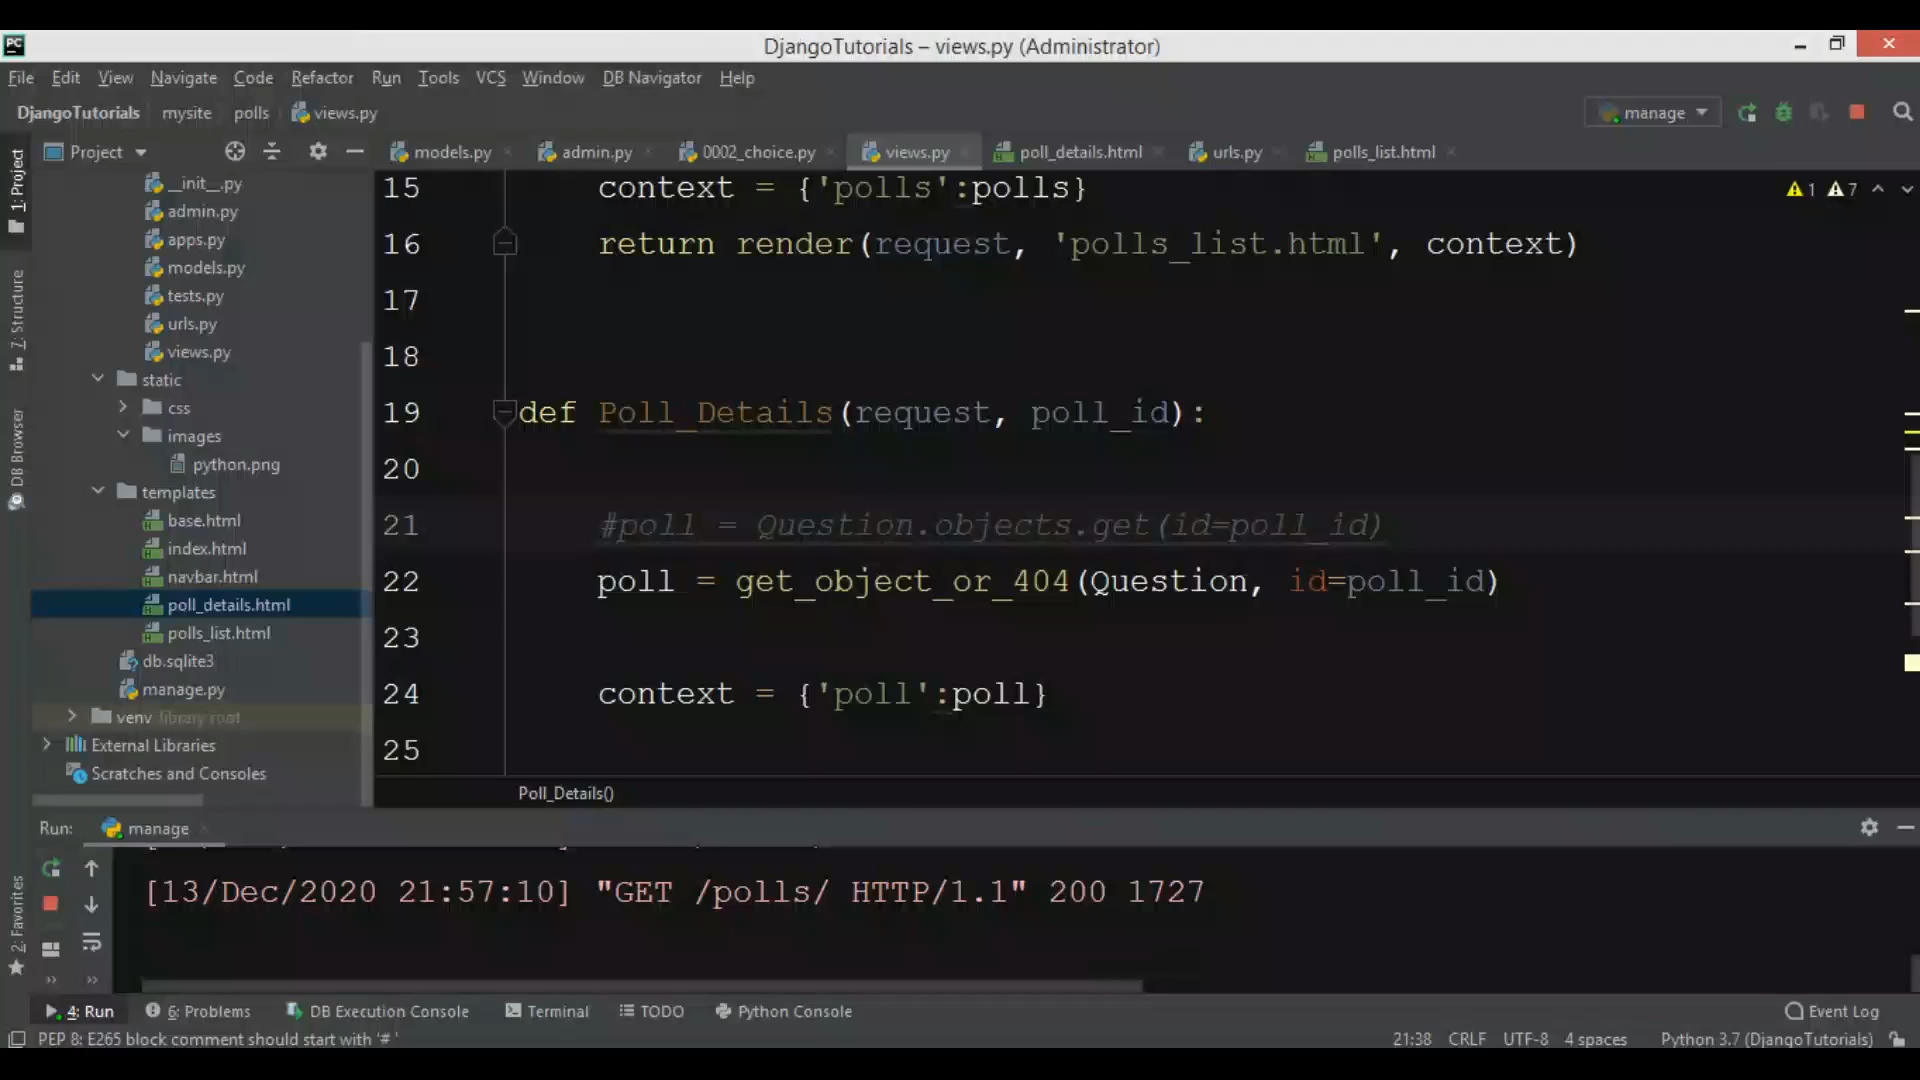 PC
DjangoTutorials – views.py (Administrator)
File Edit View Navigate Code Refactor Run Tools VCS Window DB Navigator Help
DjangoTutorials mysite polls views.py
manage
Project
models.py admin.py 0002_choice.py views.py poll_details.html urls.py polls_list.html
1: Project
7: Structure
DB Browser
2: Favorites
__init__.py
admin.py
apps.py
models.py
tests.py
urls.py
views.py
static
css
images
python.png
templates
base.html
index.html
navbar.html
poll_details.html
polls_list.html
db.sqlite3
manage.py
venv library root
External Libraries
Scratches and Consoles
1 7
15 context = {'polls':polls}
16 return render(request, 'polls_list.html', context)
17
18
19 def Poll_Details(request, poll_id):
20
21 #poll = Question.objects.get(id=poll_id)
22 poll = get_object_or_404(Question, id=poll_id)
23
24 context = {'poll':poll}
25
Poll_Details()
Run: manage
[13/Dec/2020 21:57:10] "GET /polls/ HTTP/1.1" 200 1727
4: Run 6: Problems DB Execution Console Terminal TODO Python Console Event Log
PEP 8: E265 block comment should start with '# ' 21:38 CRLF UTF-8 4 spaces Python 3.7 (DjangoTutorials)